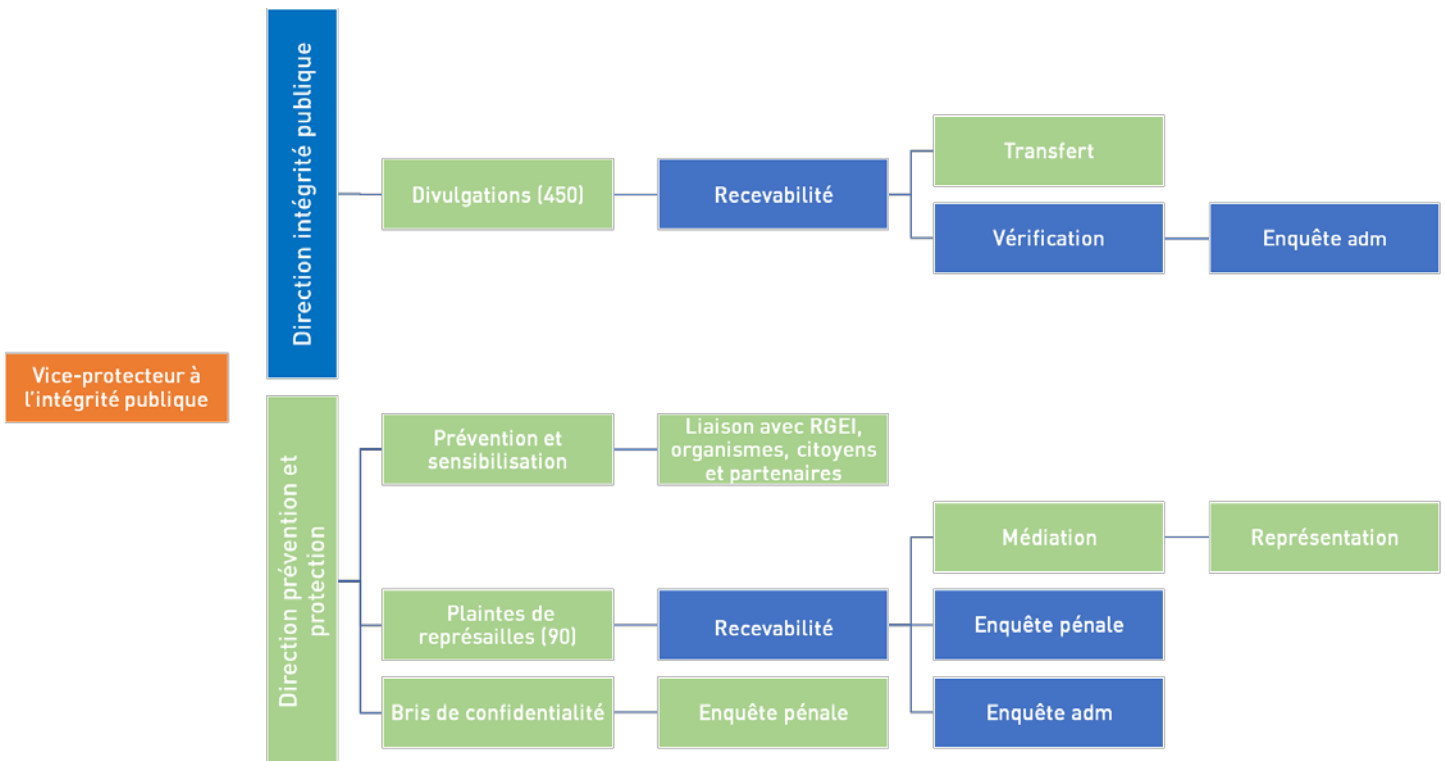 Vice-protecteur à
l'intégrité publique
Direction intégrité publique
Divulgations (450)
Recevabilité
Transfert
Vérification
Enquête adm
Direction prévention et
protection
Prévention et
sensibilisation
Liaison avec RGEI,
organismes, citoyens
et partenaires
Plaintes de
représailles (90)
Recevabilité
Médiation
Représentation
Enquête pénale
Enquête adm
Bris de confidentialité
Enquête pénale